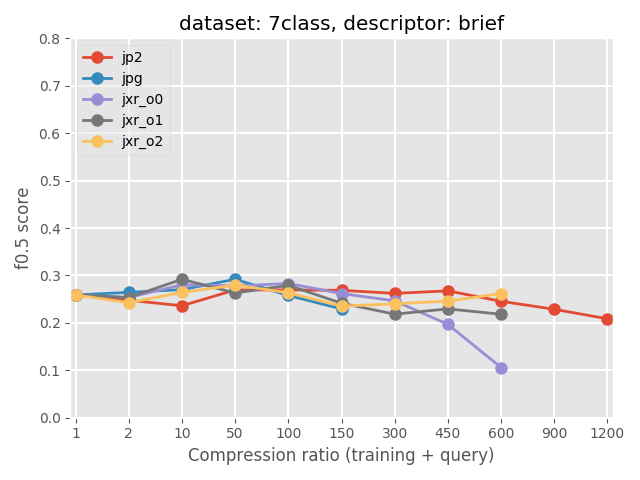 dataset: 7class, descriptor: brief
jp2
jpg
jxr_o0
jxr_o1
jxr_o2
f0.5 score
0.8
0.7
0.6
0.5
0.4
0.3
0.2
0.1
0.0
1 2 10 50 100 150 300 450 600 900 1200
Compression ratio (training + query)